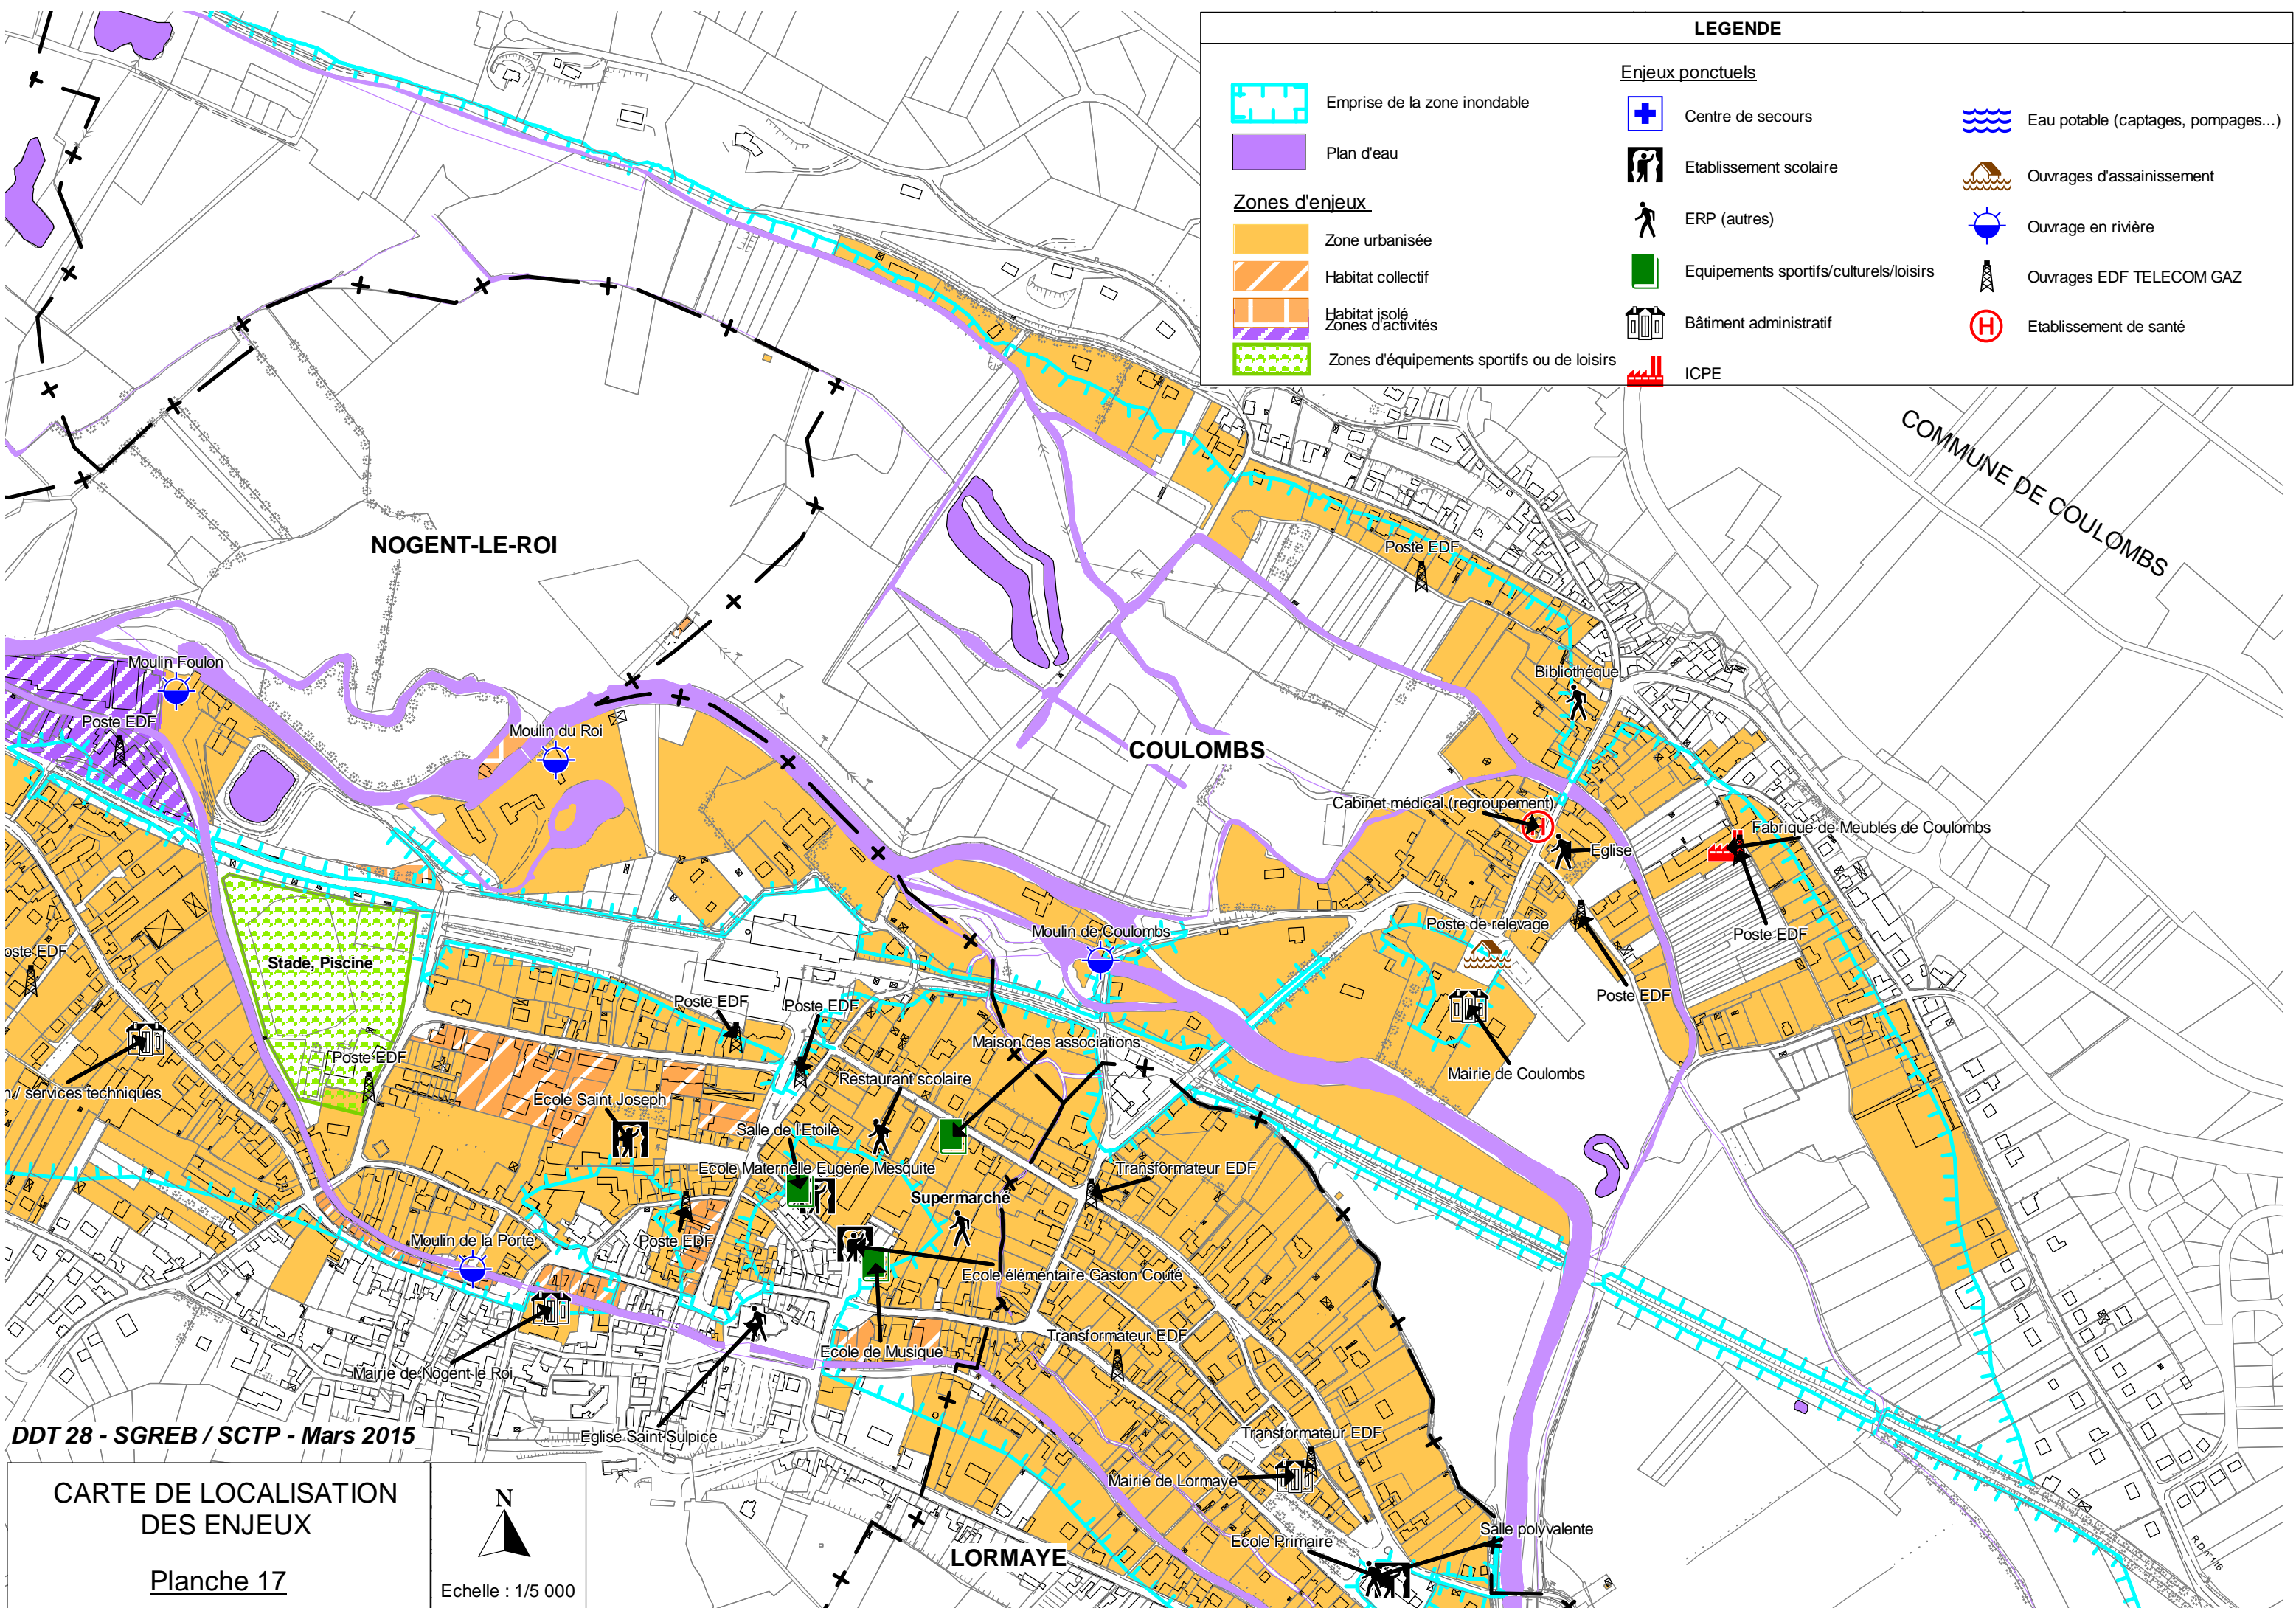 LEGENDE
Emprise de la zone inondable
Plan d'eau
Zones d'enjeux
Zone urbanisée
Habitat collectif
Habitat isolé
Zones d'activités
Zones d'équipements sportifs ou de loisirs
Enjeux ponctuels
Centre de secours
Etablissement scolaire
ERP (autres)
Equipements sportifs/culturels/loisirs
Bâtiment administratif
ICPE
Eau potable (captages, pompages...)
Ouvrages d'assainissement
Ouvrage en rivière
Ouvrages EDF TELECOM GAZ
H
Etablissement de santé
COMMUNE DE COULOMBS
NOGENT-LE-ROI
Poste EDF
Moulin Foulon
Poste EDF
Moulin du Roi
Bibliothéque
COULOMBS
Cabinet médical (regroupement)
H
Fabrique de Meubles de Coulombs
Eglise
Moulin de Coulombs
Poste de relevage
Poste EDF
Stade, Piscine
oste EDF
Poste EDF
Poste EDF
Poste EDF
Maison des associations
Mairie de Coulombs
Poste EDF
Restaurant scolaire
/ services techniques
Ecole Saint Joseph
Salle de l'Etoile
Ecole Maternelle Eugène Mesquite
Transformateur EDF
Supermarché
Moulin de la Porte
Poste EDF
Ecole élémentaire Gaston Couté
Transformateur EDF
Ecole de Musique
Mairie de Nogent le Roi
Eglise Saint Sulpice
Transformateur EDF
Mairie de Lormaye
Salle polyvalente
Ecole Primaire
LORMAYE
R.D.n°116
DDT 28 - SGREB / SCTP - Mars 2015
CARTE DE LOCALISATION
DES ENJEUX
Planche 17
N
Echelle : 1/5 000